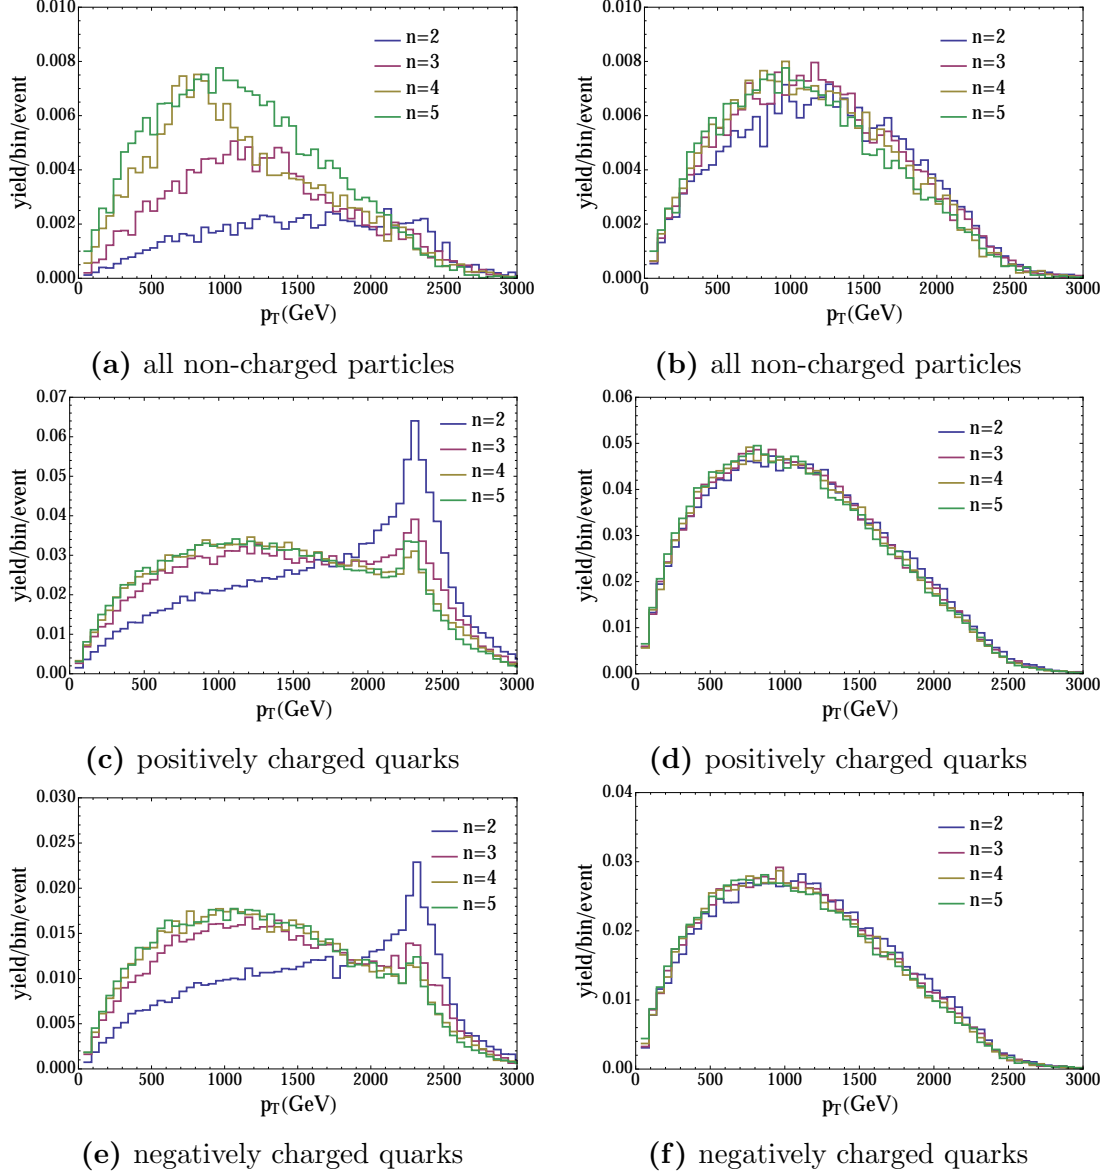 0.010
0.008
0.006
0.004
0.002
0.000
yield/bin/event
n=2
n=3
n=4
n=5
0 500 1000 1500 2000 2500 3000
pT(GeV)
(a) all non-charged particles
0.010
0.008
0.006
0.004
0.002
0.000
yield/bin/event
n=2
n=3
n=4
n=5
0 500 1000 1500 2000 2500 3000
pT(GeV)
(b) all non-charged particles
0.07
0.06
0.05
0.04
0.03
0.02
0.01
0.00
yield/bin/event
n=2
n=3
n=4
n=5
0 500 1000 1500 2000 2500 3000
pT(GeV)
(c) positively charged quarks
0.06
0.05
0.04
0.03
0.02
0.01
0.00
yield/bin/event
n=2
n=3
n=4
n=5
0 500 1000 1500 2000 2500 3000
pT(GeV)
(d) positively charged quarks
0.030
0.025
0.020
0.015
0.010
0.005
0.000
yield/bin/event
n=2
n=3
n=4
n=5
0 500 1000 1500 2000 2500 3000
pT(GeV)
(e) negatively charged quarks
0.04
0.03
0.02
0.01
0.00
yield/bin/event
n=2
n=3
n=4
n=5
0 500 1000 1500 2000 2500 3000
pT(GeV)
(f) negatively charged quarks